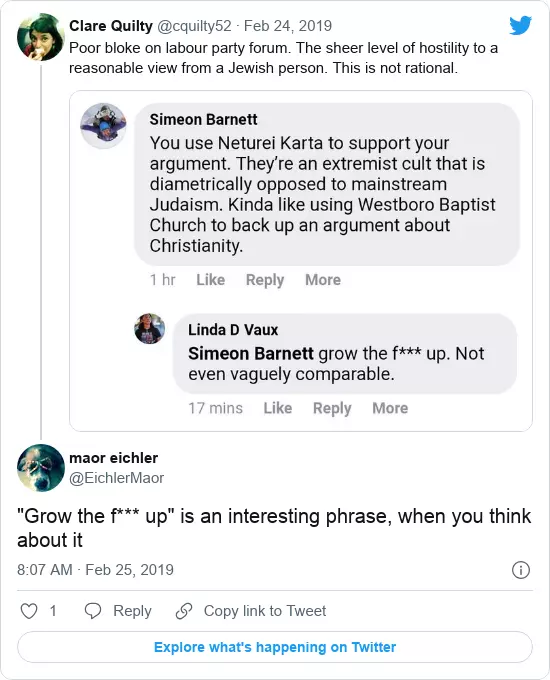 Clare Quilty @cquilty52 · Feb 24, 2019
Poor bloke on labour party forum. The sheer level of hostility to a
reasonable view from a Jewish person. This is not rational.
Simeon Barnett
You use Neturei Karta to support your
argument. They're an extremist cult that is
diametrically opposed to mainstream
Judaism. Kinda like using Westboro Baptist
Church to back up an argument about
Christianity.
1 hr Like Reply More
Linda D Vaux
Simeon Barnett grow the f*** up. Not
even vaguely comparable.
17 mins Like Reply More
maor eichler
@EichlerMaor
"Grow the f*** up" is an interesting phrase, when you think
about it
8:07 AM · Feb 25, 2019
1 Reply Copy link to Tweet
Explore what's happening on Twitter